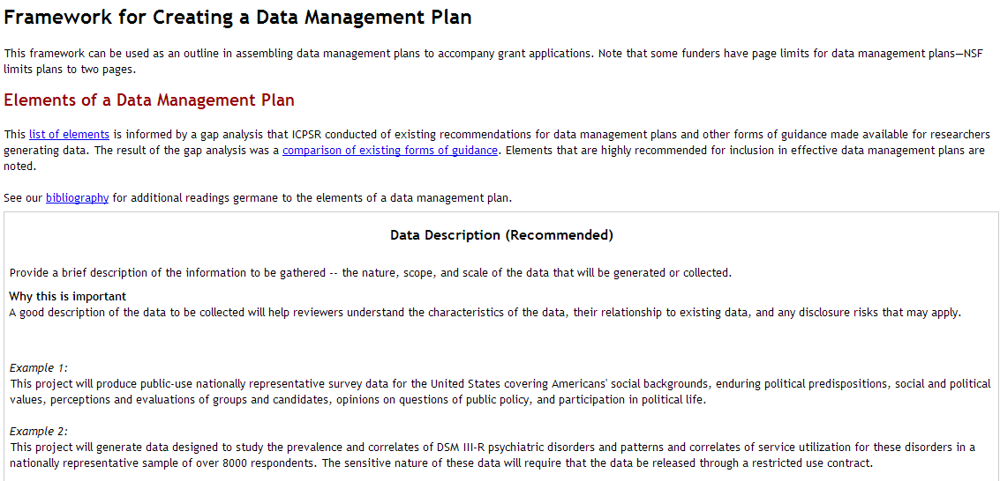 Framework for Creating a Data Management Plan
This framework can be used as an outline in assembling data management plans to accompany grant applications. Note that some funders have page limits for data management plans—NSF
limits plans to two pages.
Elements of a Data Management Plan
This list of elements is informed by a gap analysis that ICPSR conducted of existing recommendations for data management plans and other forms of guidance made available for researchers
generating data. The result of the gap analysis was a comparison of existing forms of guidance. Elements that are highly recommended for inclusion in effective data management plans are
noted.
See our bibliography for additional readings germane to the elements of a data management plan.
Data Description (Recommended)
Provide a brief description of the information to be gathered -- the nature, scope, and scale of the data that will be generated or collected.
Why this is important
A good description of the data to be collected will help reviewers understand the characteristics of the data, their relationship to existing data, and any disclosure risks that may apply.
Example 1:
This project will produce public-use nationally representative survey data for the United States covering Americans' social backgrounds, enduring political predispositions, social and political
values, perceptions and evaluations of groups and candidates, opinions on questions of public policy, and participation in political life.
Example 2:
This project will generate data designed to study the prevalence and correlates of DSM III-R psychiatric disorders and patterns and correlates of service utilization for these disorders in a
nationally representative sample of over 8000 respondents. The sensitive nature of these data will require that the data be released through a restricted use contract.